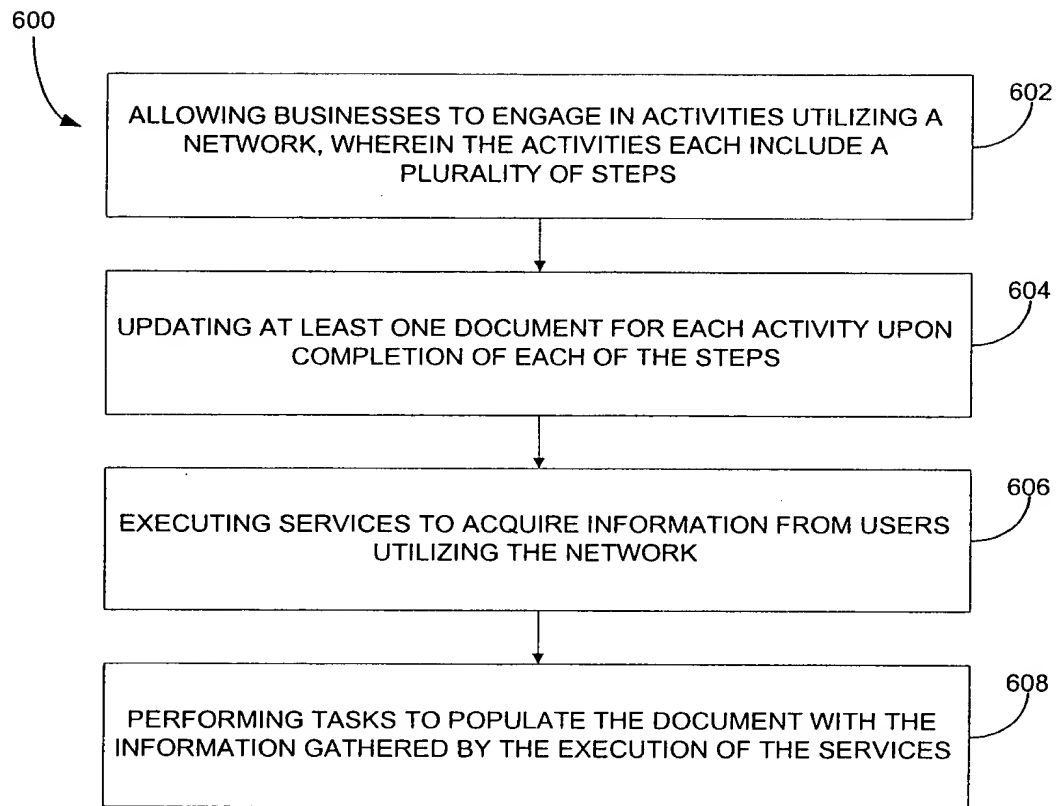 600
602
ALLOWING BUSINESSES TO ENGAGE IN ACTIVITIES UTILIZING A
NETWORK, WHEREIN THE ACTIVITIES EACH INCLUDE A
PLURALITY OF STEPS
604
UPDATING AT LEAST ONE DOCUMENT FOR EACH ACTIVITY UPON
COMPLETION OF EACH OF THE STEPS
606
EXECUTING SERVICES TO ACQUIRE INFORMATION FROM USERS
UTILIZING THE NETWORK
608
PERFORMING TASKS TO POPULATE THE DOCUMENT WITH THE
INFORMATION GATHERED BY THE EXECUTION OF THE SERVICES